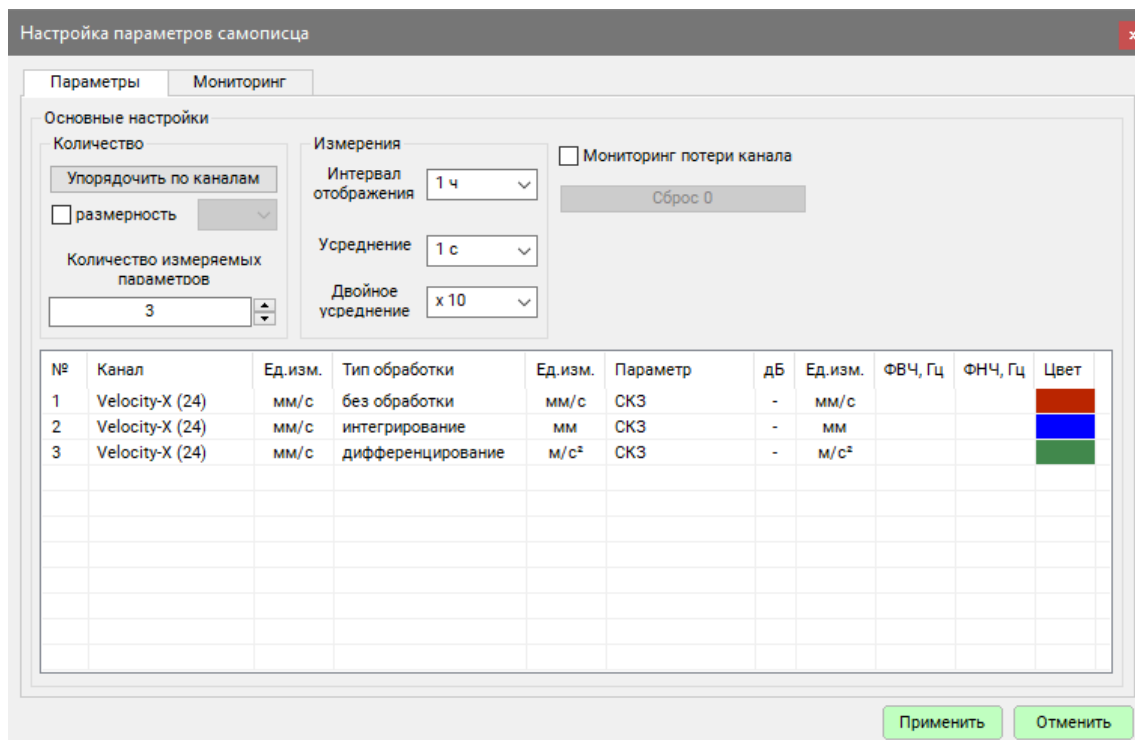 Настройка параметров самописца
x
Параметры Мониторинг
Основные настройки
Количество
Упорядочить по каналам
размерность
Количество измеряемых
параметров
3
Измерения
Интервал
отображения
1 ч
Усреднение
1 с
Двойное
усреднение
x 10
Мониторинг потери канала
Сброс 0
№ Канал Ед.изм. Тип обработки Ед.изм. Параметр дБ Ед.изм. ФВЧ, Гц ФНЧ, Гц Цвет
1 Velocity-X (24) мм/с без обработки мм/с СКЗ - мм/с
2 Velocity-X (24) мм/с интегрирование мм СКЗ - мм
3 Velocity-X (24) мм/с дифференцирование м/с² СКЗ - м/с²
Применить Отменить